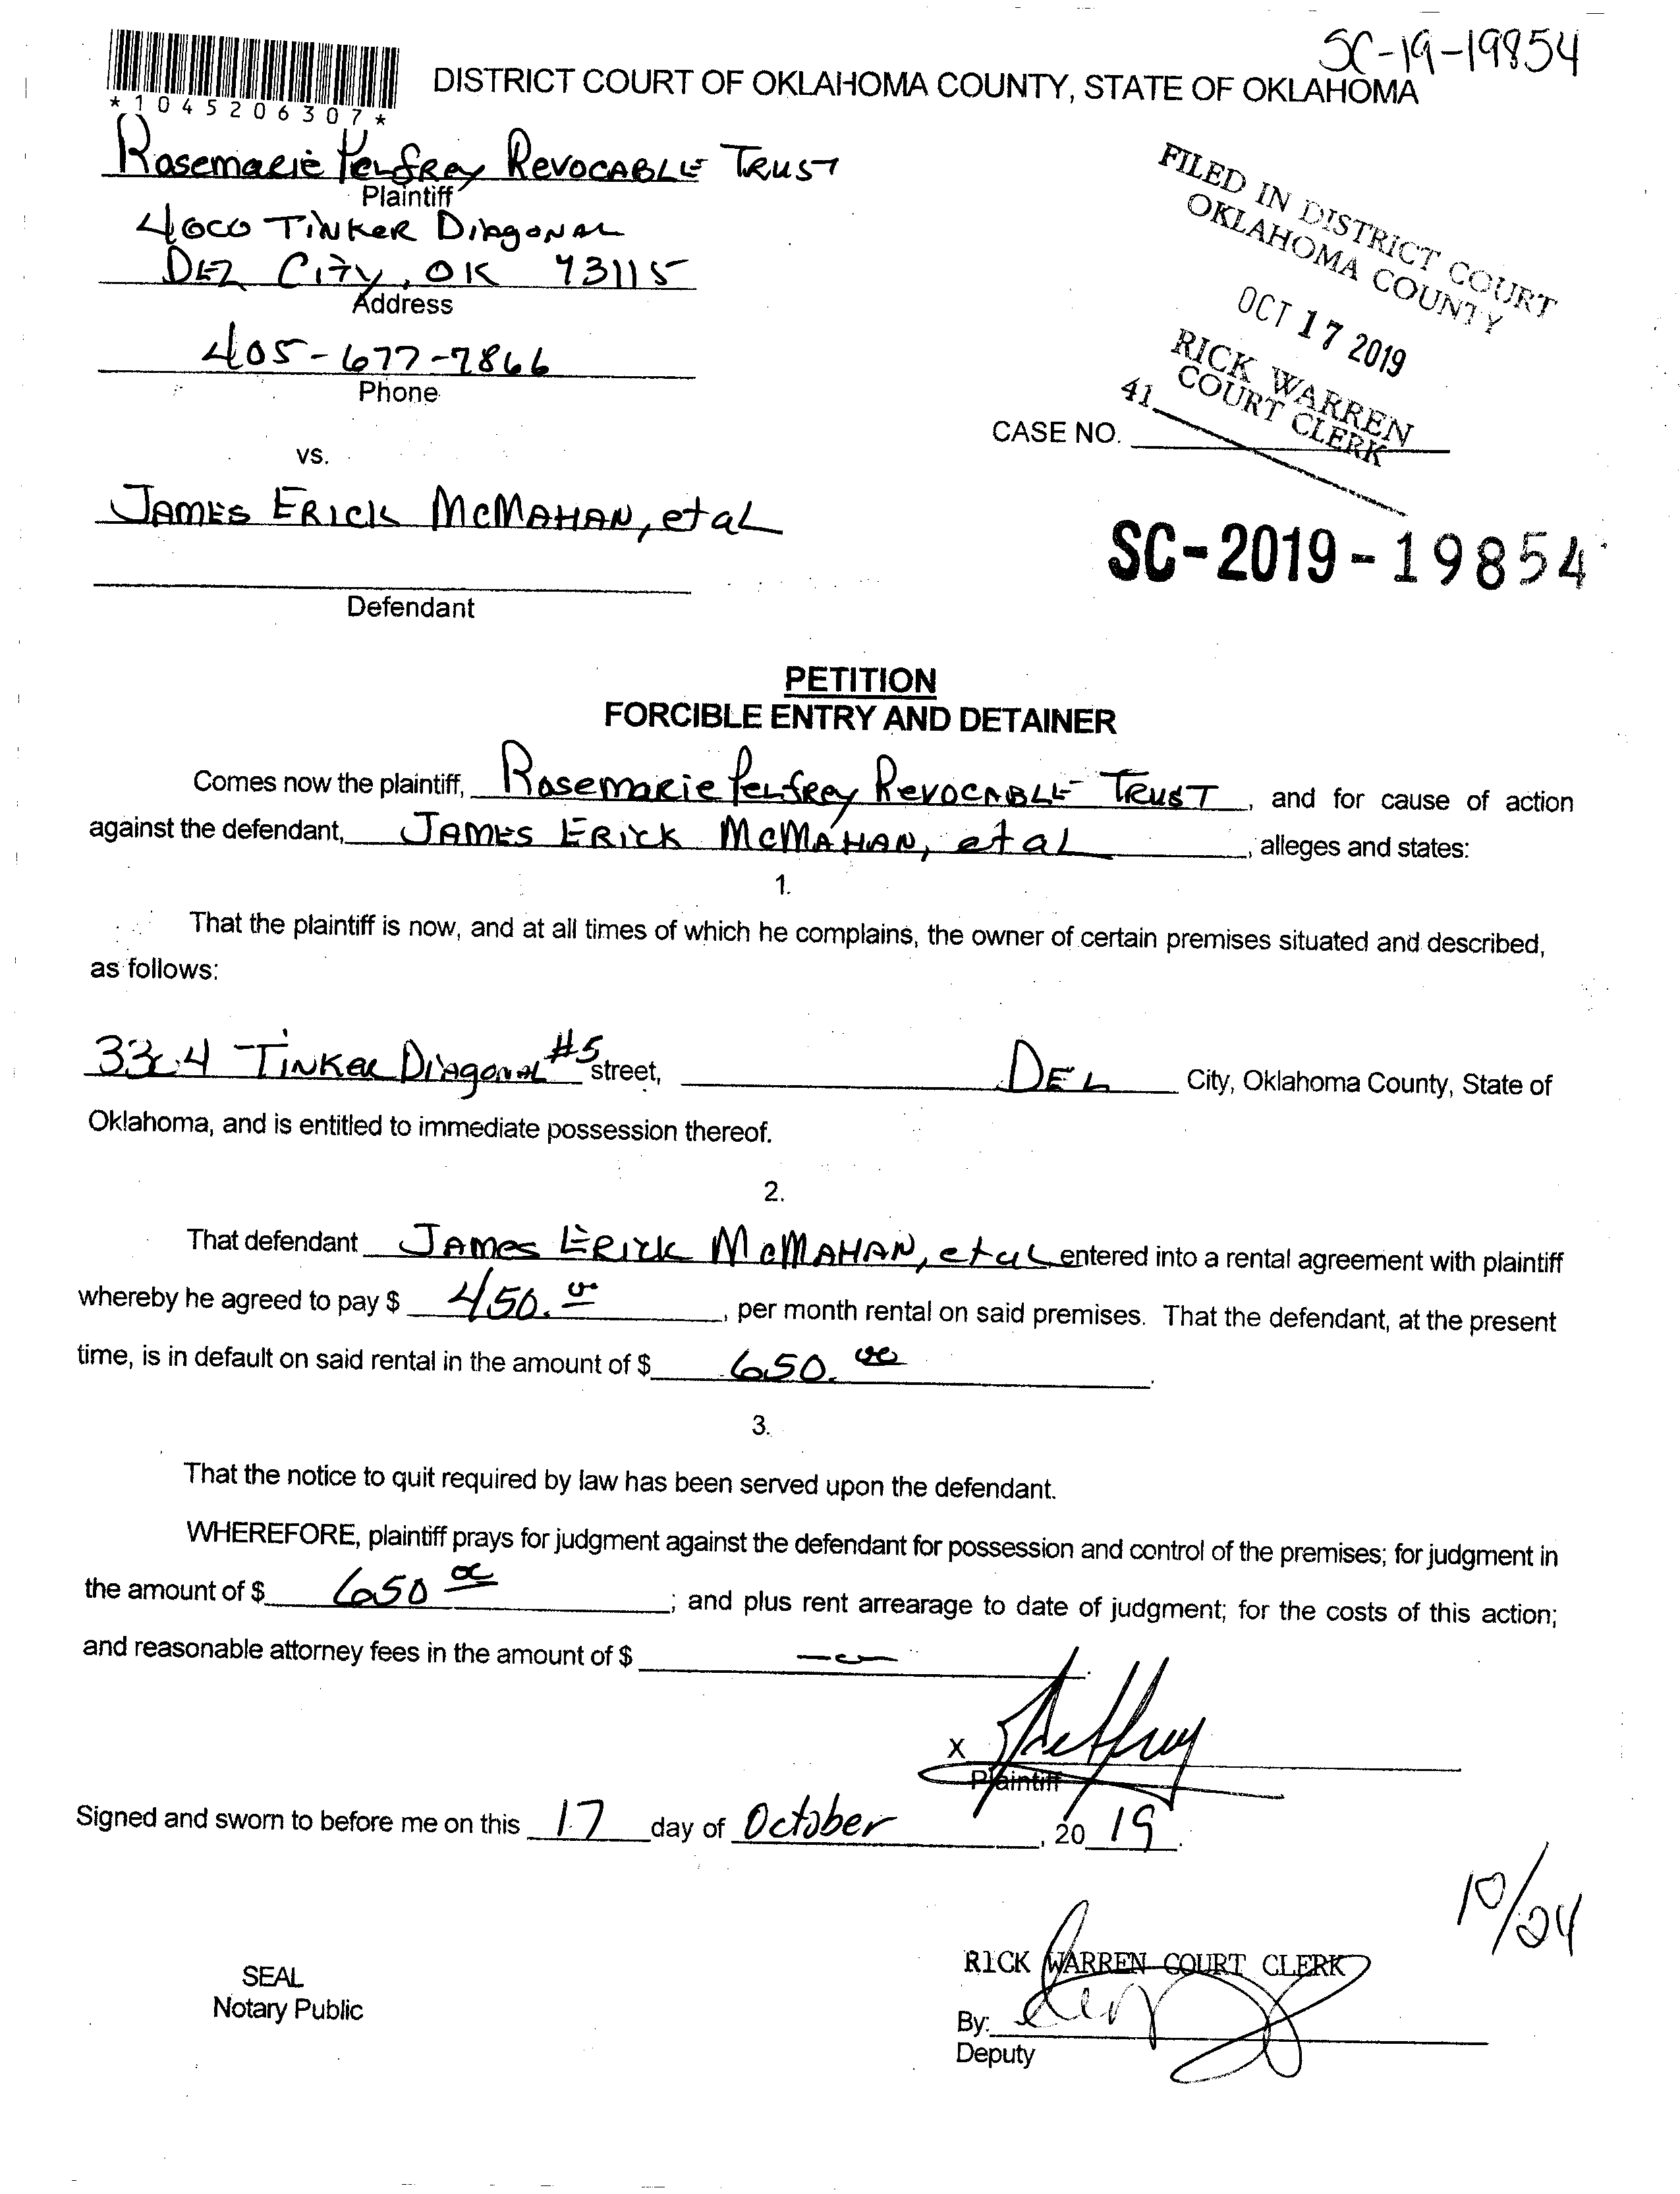 SC-19-19854
*1045206307*
DISTRICT COURT OF OKLAHOMA COUNTY, STATE OF OKLAHOMA
Rosemarie Pelfrey Revocable Trust
Plaintiff
4000 Tinker Diagonal
Del City, OK 73115
Address
405-677-7866
Phone
FILED IN DISTRICT COURT
OKLAHOMA COUNTY
OCT 17 2019
RICK WARREN
COURT CLERK
41
CASE NO.
vs.
James Erick McMahan, et al
SC-2019-19854
Defendant
PETITION
FORCIBLE ENTRY AND DETAINER
Comes now the plaintiff, Rosemarie Pelfrey Revocable Trust, and for cause of action
against the defendant, James Erick McMahan, et al, alleges and states:
1.
That the plaintiff is now, and at all times of which he complains, the owner of certain premises situated and described,
as follows:
3304 Tinker Diagonal #5 street, Del City, Oklahoma County, State of
Oklahoma, and is entitled to immediate possession thereof.
2.
That defendant James Erick McMahan, et al entered into a rental agreement with plaintiff
whereby he agreed to pay $ 450.00, per month rental on said premises. That the defendant, at the present
time, is in default on said rental in the amount of $ 650.00.
3.
That the notice to quit required by law has been served upon the defendant.
WHEREFORE, plaintiff prays for judgment against the defendant for possession and control of the premises; for judgment in
the amount of $ 650 00; and plus rent arrearage to date of judgment; for the costs of this action;
and reasonable attorney fees in the amount of $ -0-.
X
Plaintiff
Signed and sworn to before me on this 17 day of October, 2019.
10/24
RICK WARREN COURT CLERK
SEAL
Notary Public
By:
Deputy